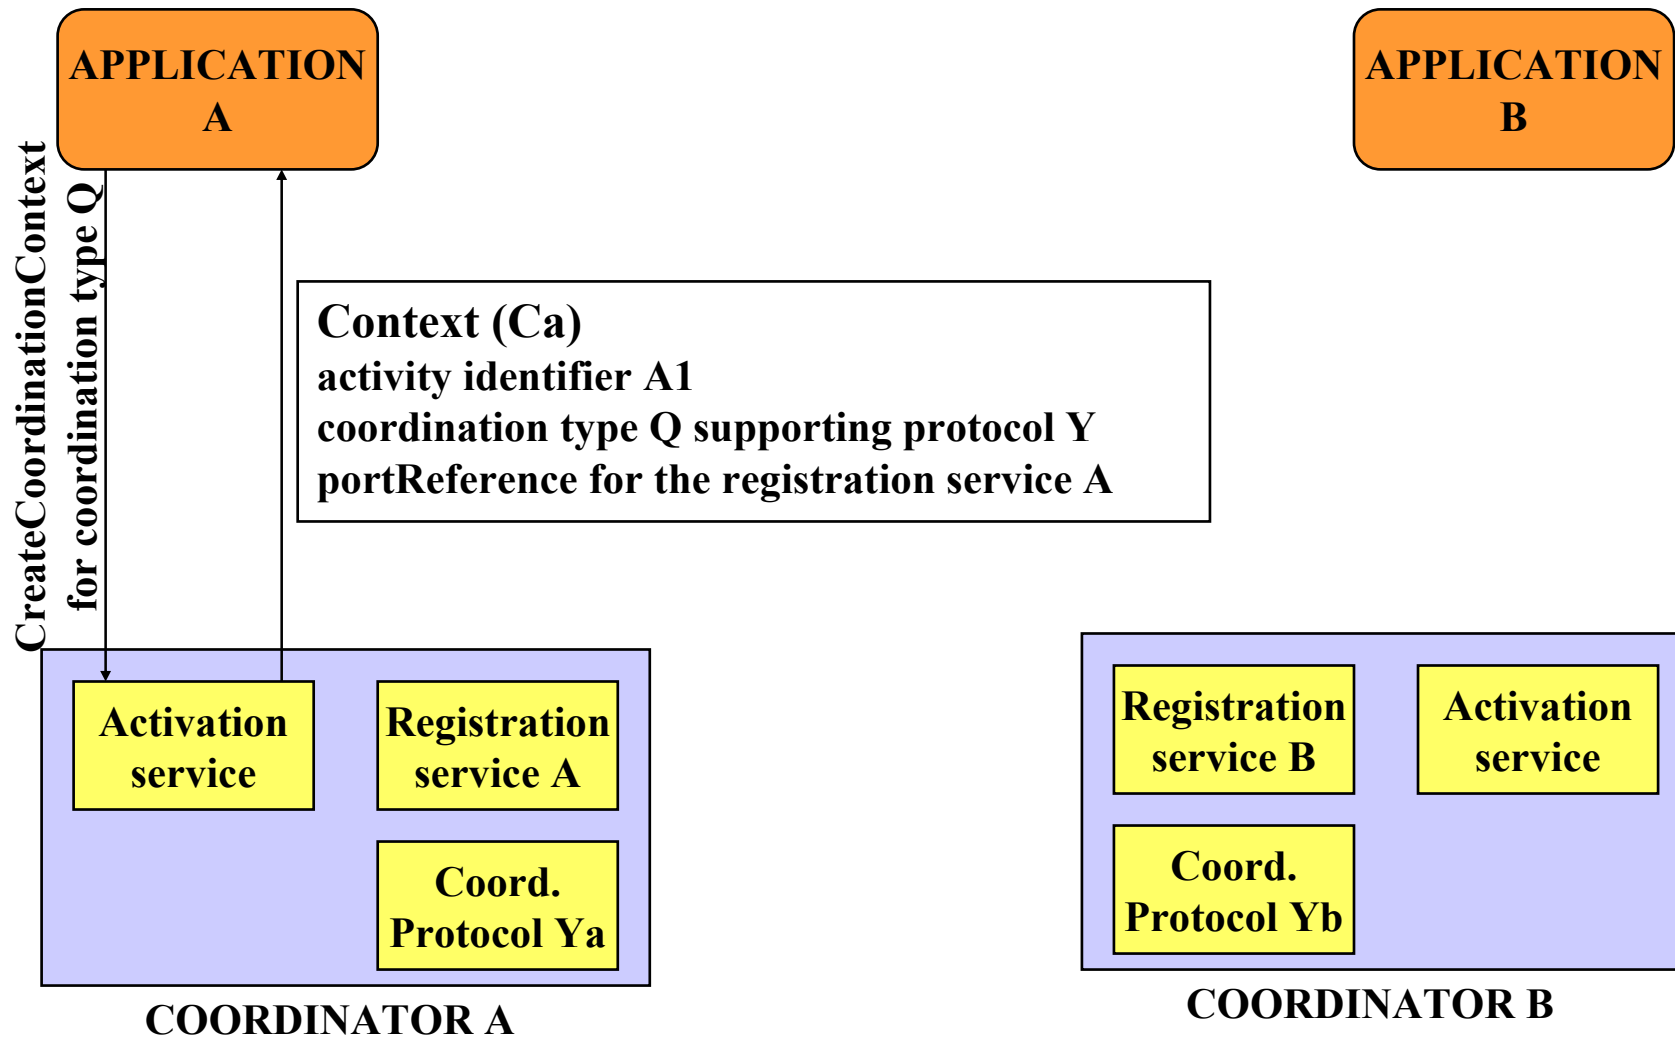 APPLICATION
A
APPLICATION
B
CreateCoordinationContext
for coordination type Q
Context (Ca)
activity identifier A1
coordination type Q supporting protocol Y
portReference for the registration service A
Activation
service
Registration
service A
Coord.
Protocol Ya
COORDINATOR A
Registration
service B
Activation
service
Coord.
Protocol Yb
COORDINATOR B